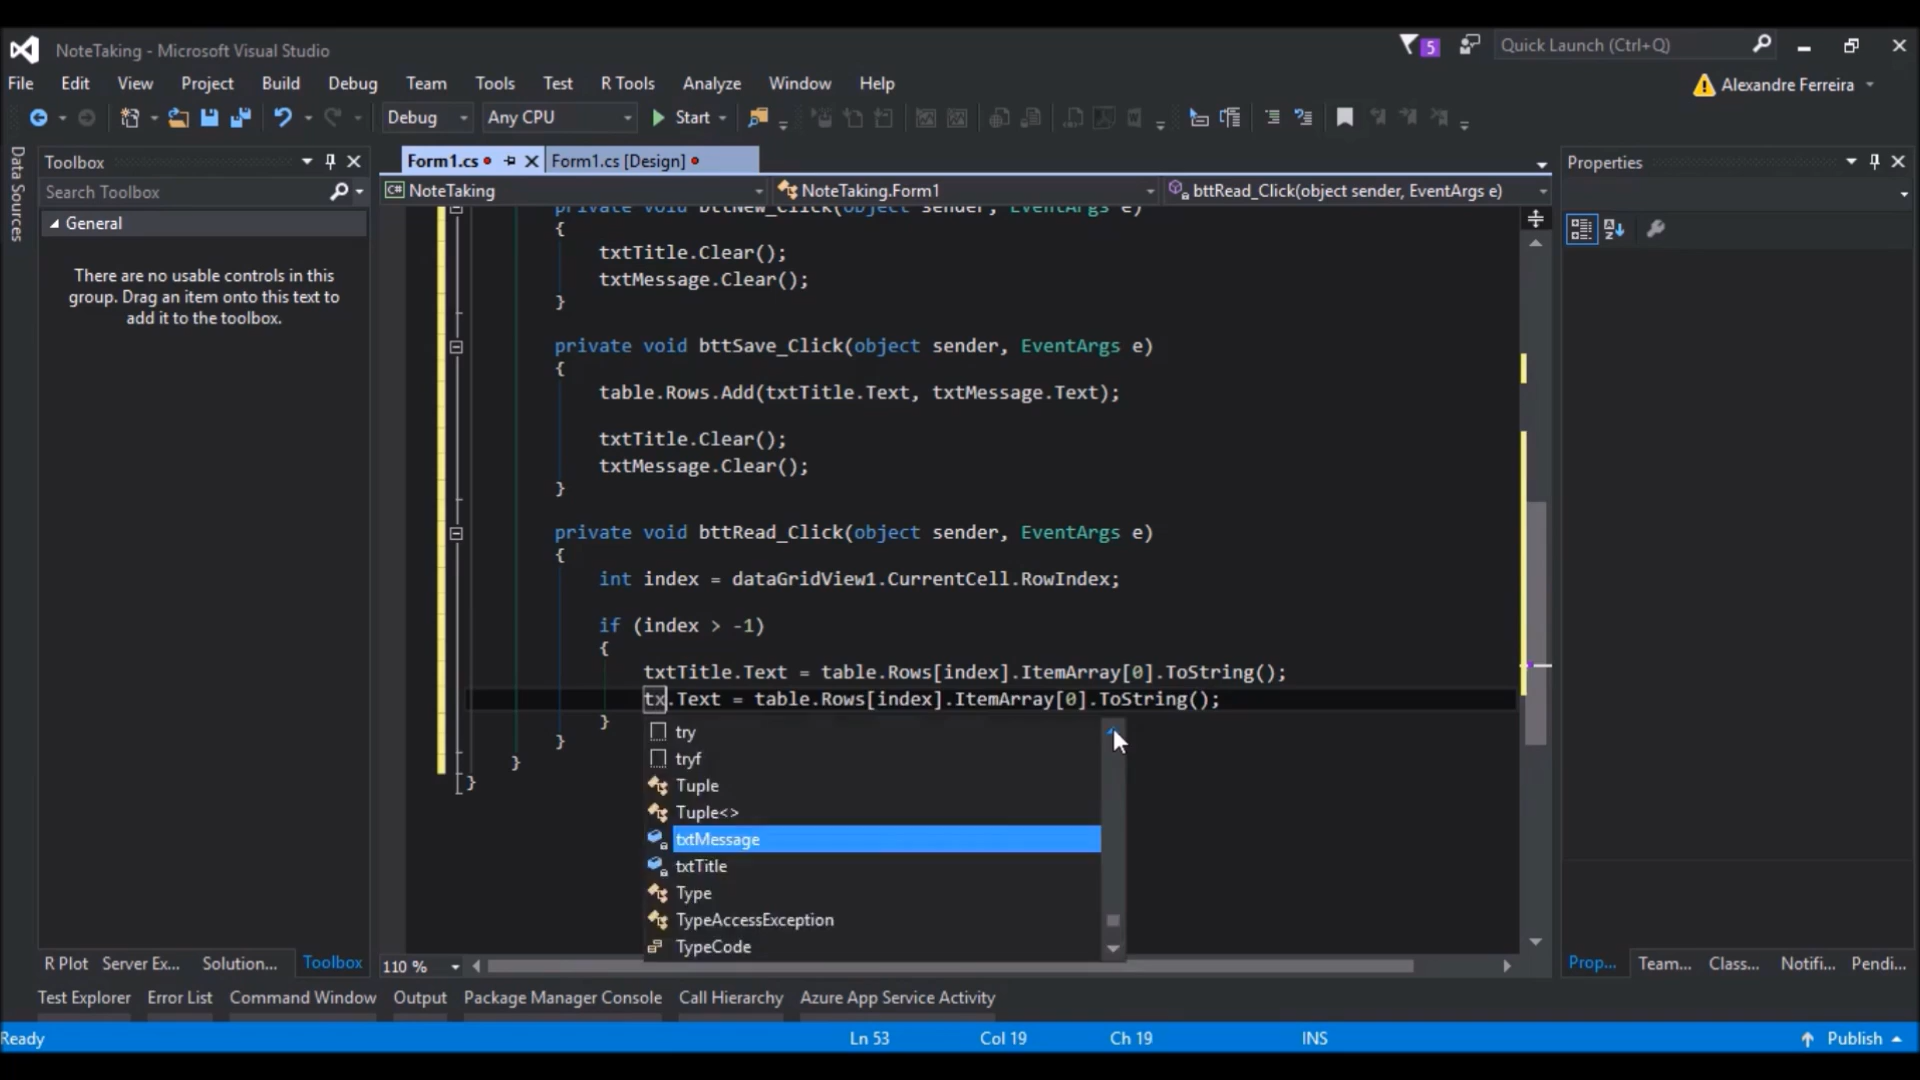 NoteTaking - Microsoft Visual Studio
5
Quick Launch (Ctrl+Q)
File Edit View Project Build Debug Team Tools Test R Tools Analyze Window Help
Alexandre Ferreira
Debug Any CPU Start
Data Sources
Toolbox
Search Toolbox
General
There are no usable controls in this
group. Drag an item onto this text to
add it to the toolbox.
Form1.cs Form1.cs [Design]
NoteTaking NoteTaking.Form1 bttRead_Click(object sender, EventArgs e)
private void bttNew_Click(object sender, EventArgs e)
{
txtTitle.Clear();
txtMessage.Clear();
}
private void bttSave_Click(object sender, EventArgs e)
{
table.Rows.Add(txtTitle.Text, txtMessage.Text);
txtTitle.Clear();
txtMessage.Clear();
}
private void bttRead_Click(object sender, EventArgs e)
{
int index = dataGridView1.CurrentCell.RowIndex;
if (index > -1)
{
txtTitle.Text = table.Rows[index].ItemArray[0].ToString();
tx.Text = table.Rows[index].ItemArray[0].ToString();
}
}
}
}
try
tryf
Tuple
Tuple<>
txtMessage
txtTitle
Type
TypeAccessException
TypeCode
Properties
110 %
R Plot Server Ex... Solution... Toolbox
Prop... Team... Class... Notifi... Pendi...
Test Explorer Error List Command Window Output Package Manager Console Call Hierarchy Azure App Service Activity
Ready Ln 53 Col 19 Ch 19 INS Publish